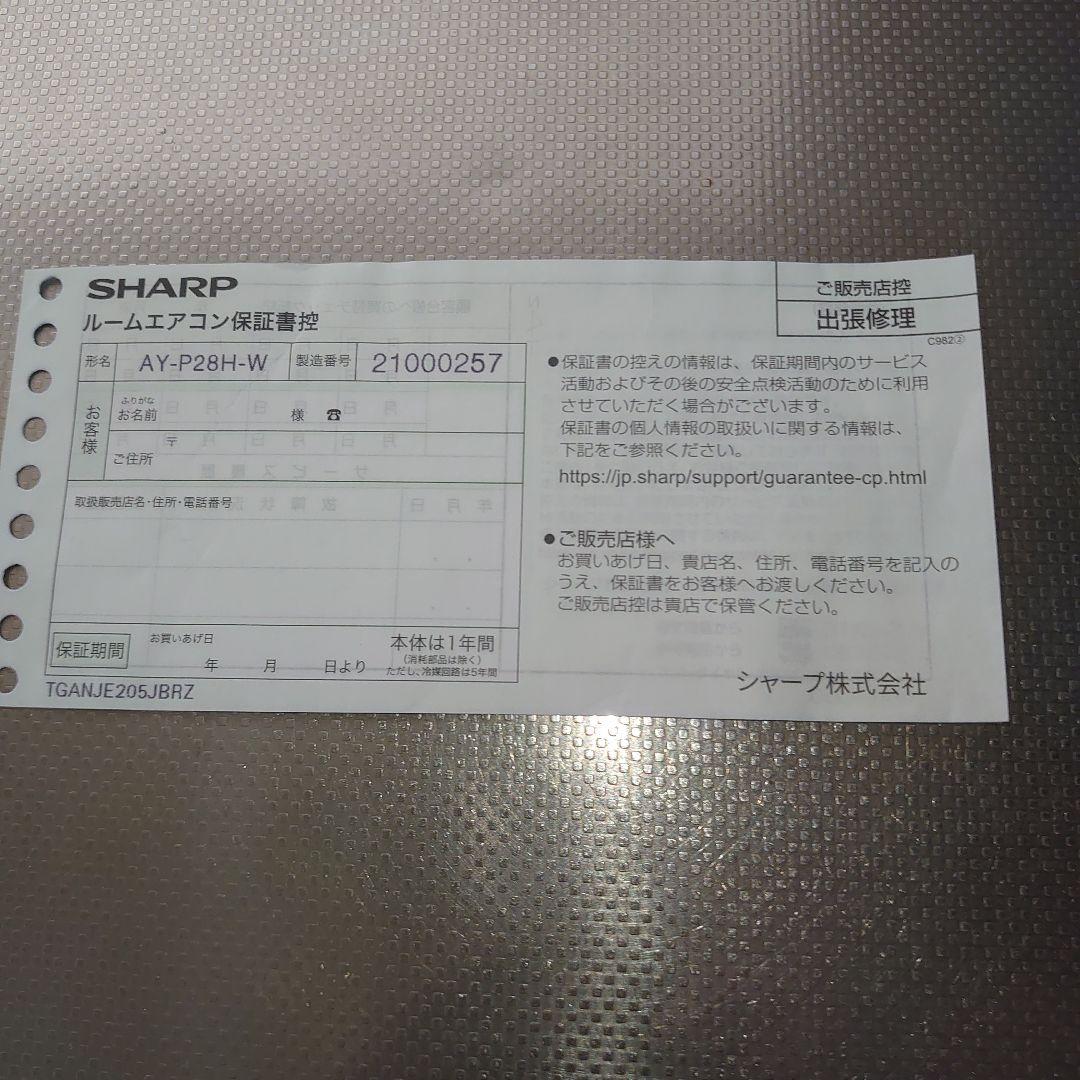 SHARP
ルームエアコン保証書控
ご販売店控
出張修理
C982②
形名 AY-P28H-W 製造番号 21000257
お客様
ふりがな
お名前 様 ☎
〒
ご住所
取扱販売店名・住所・電話番号
保証期間
お買いあげ日
年 月 日より
本体は1年間
(消耗部品は除く)
ただし、冷媒回路は5年間
TGANJE205JBRZ
●保証書の控えの情報は、保証期間内のサービス
活動およびその後の安全点検活動のために利用
させていただく場合がございます。
保証書の個人情報の取扱いに関する情報は、
下記をご参照ください。
https://jp.sharp/support/guarantee-cp.html
●ご販売店様へ
お買いあげ日、貴店名、住所、電話番号を記入の
うえ、保証書をお客様へお渡しください。
ご販売店控は貴店で保管ください。
シャープ株式会社